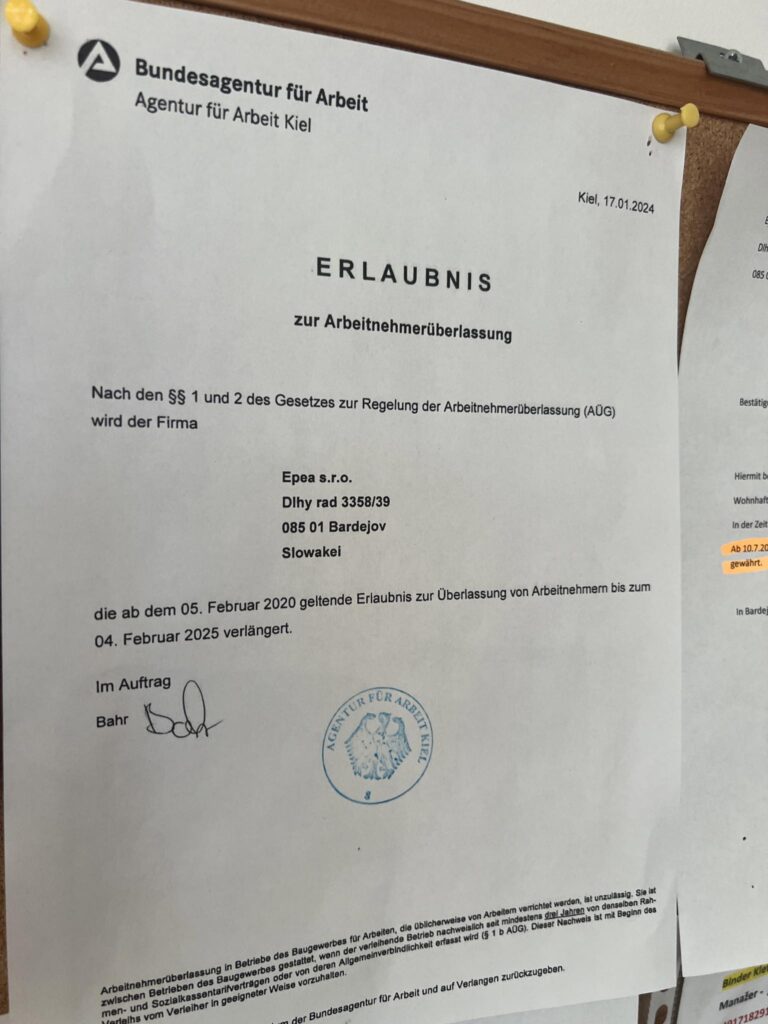 Bundesagentur für Arbeit
Agentur für Arbeit Kiel
Kiel, 17.01.2024
ERLAUBNIS
zur Arbeitnehmerüberlassung
Nach den §§ 1 und 2 des Gesetzes zur Regelung der Arbeitnehmerüberlassung (AÜG)
wird der Firma
Epea s.r.o.
Dlhy rad 3358/39
085 01 Bardejov
Slowakei
die ab dem 05. Februar 2020 geltende Erlaubnis zur Überlassung von Arbeitnehmern bis zum
04. Februar 2025 verlängert.
Im Auftrag
Bahr
AGENTUR FÜR ARBEIT KIEL
8
Arbeitnehmerüberlassung in Betriebe des Baugewerbes für Arbeiten, die üblicherweise von Arbeitern verrichtet werden, ist unzulässig. Sie ist
zwischen Betrieben des Baugewerbes gestattet, wenn der verleihende Betrieb nachweislich seit mindestens drei Jahren von denselben Rah-
men- und Sozialkassentarifverträgen oder von deren Allgemeinverbindlichkeit erfasst wird (§ 1 b AÜG). Dieser Nachweis ist mit Beginn des
Verleihs vom Verleiher in geeigneter Weise vorzuhalten.
der Bundesagentur für Arbeit und auf Verlangen zurückzugeben.
085 0
Bestätig
Hiermit b
Wohnhaft
In der Zeit
Ab 10.7.20
gewährt.
In Bardej
Binder Kie
Manažer -